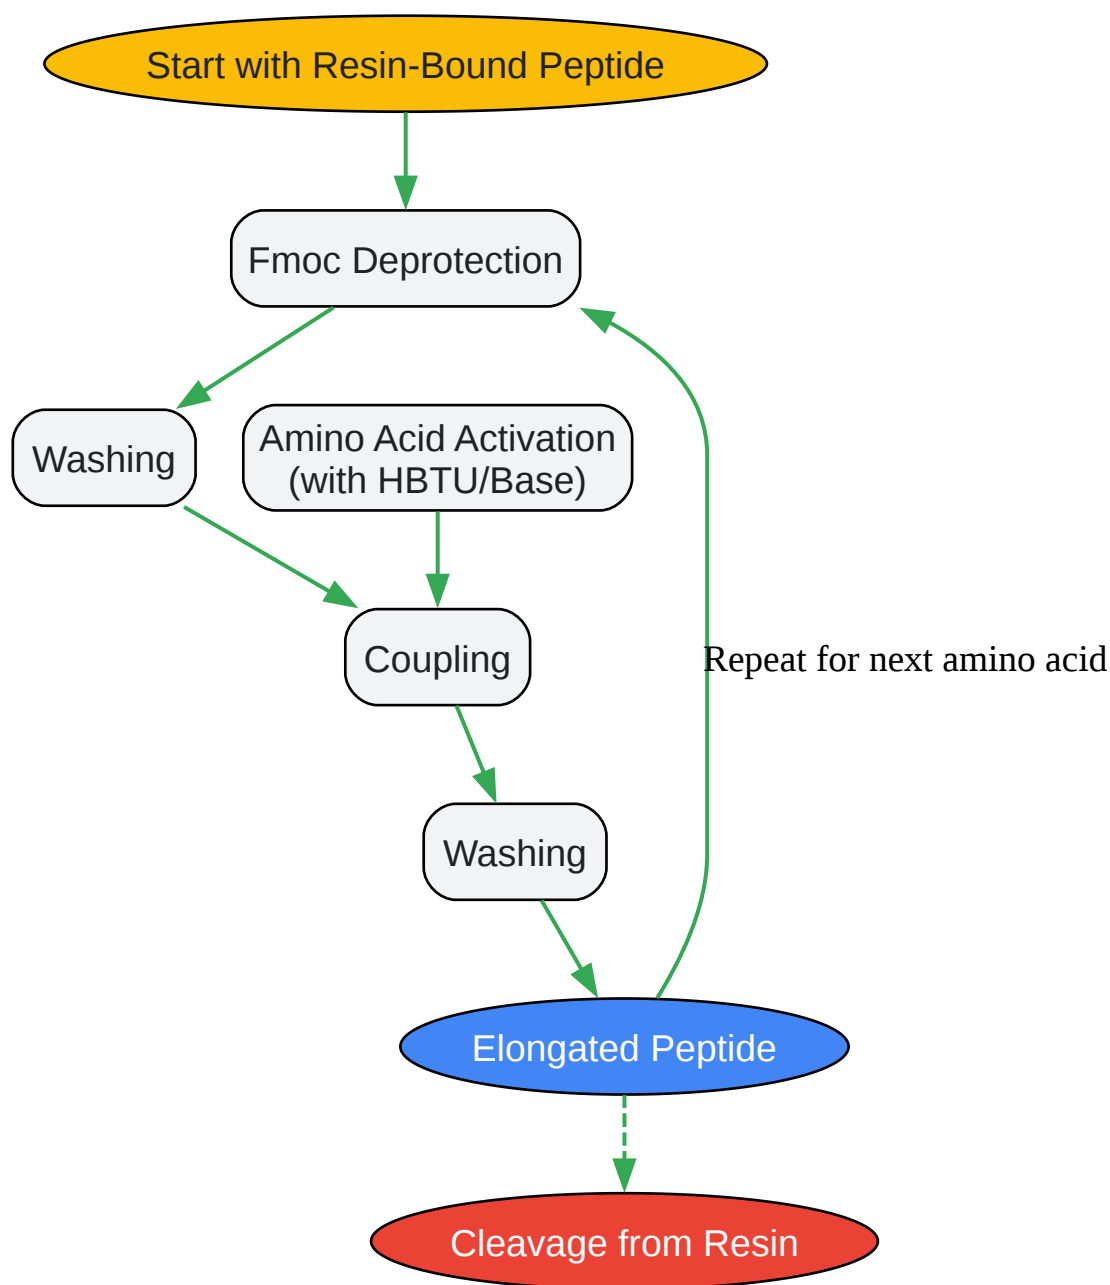 Start with Resin-Bound Peptide
Fmoc Deprotection
Washing
Amino Acid Activation
(with HBTU/Base)
Coupling
Repeat for next amino acid
Washing
Elongated Peptide
Cleavage from Resin